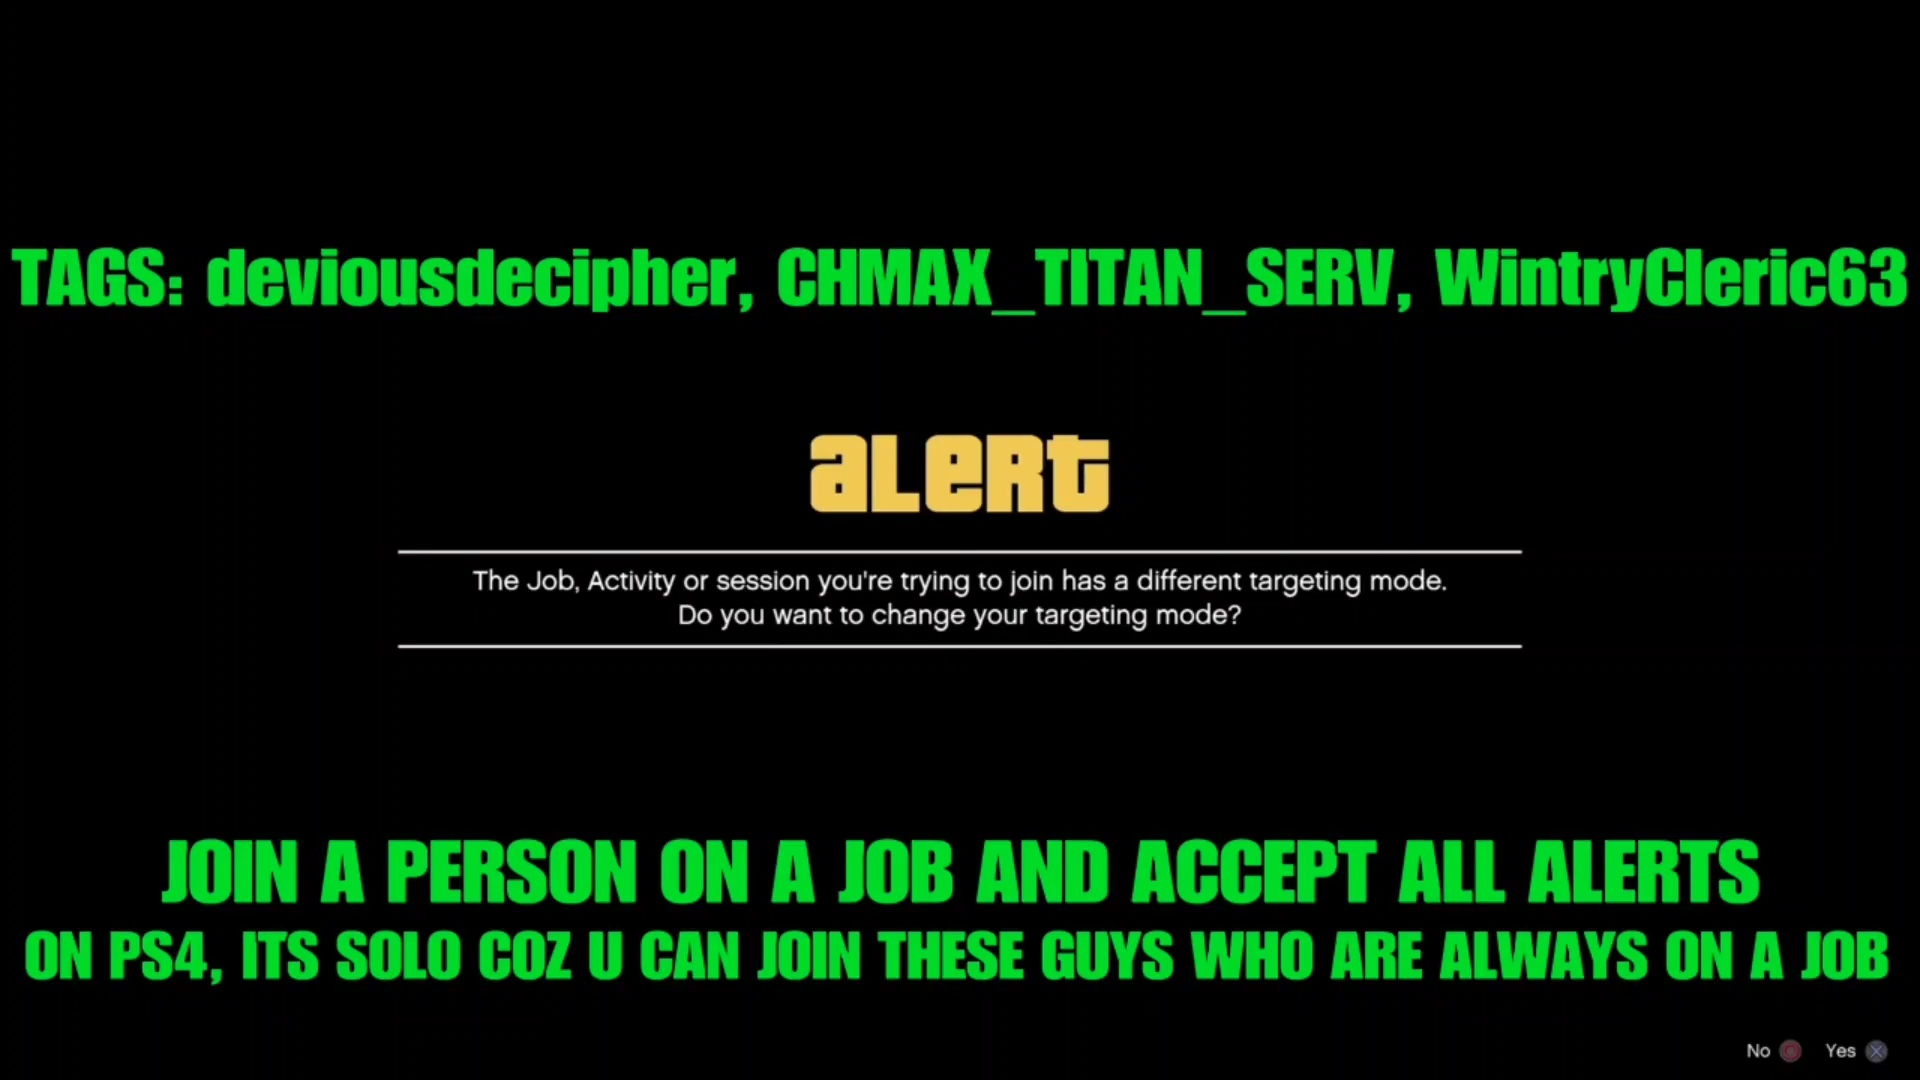 TAGS: deviousdecipher, CHMAX_TITAN_SERV, WintryCleric63
aLeRt
The Job, Activity or session you're trying to join has a different targeting mode.
Do you want to change your targeting mode?
JOIN A PERSON ON A JOB AND ACCEPT ALL ALERTS
ON PS4, ITS SOLO COZ U CAN JOIN THESE GUYS WHO ARE ALWAYS ON A JOB
No Yes